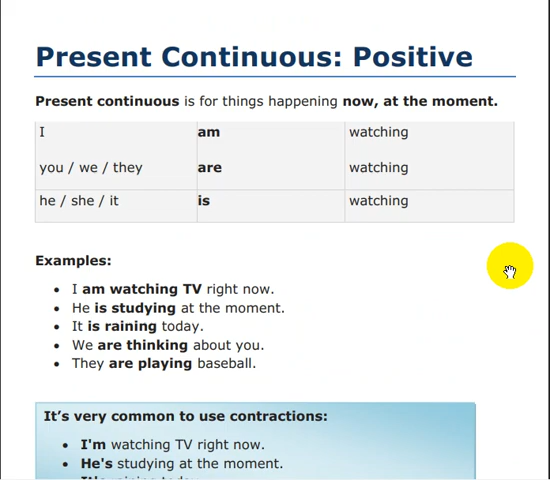 Present Continuous: Positive
Present continuous is for things happening now, at the moment.
I am watching
you / we / they are watching
he / she / it is watching
Examples:
• I am watching TV right now.
• He is studying at the moment.
• It is raining today.
• We are thinking about you.
• They are playing baseball.
It's very common to use contractions:
• I'm watching TV right now.
• He's studying at the moment.